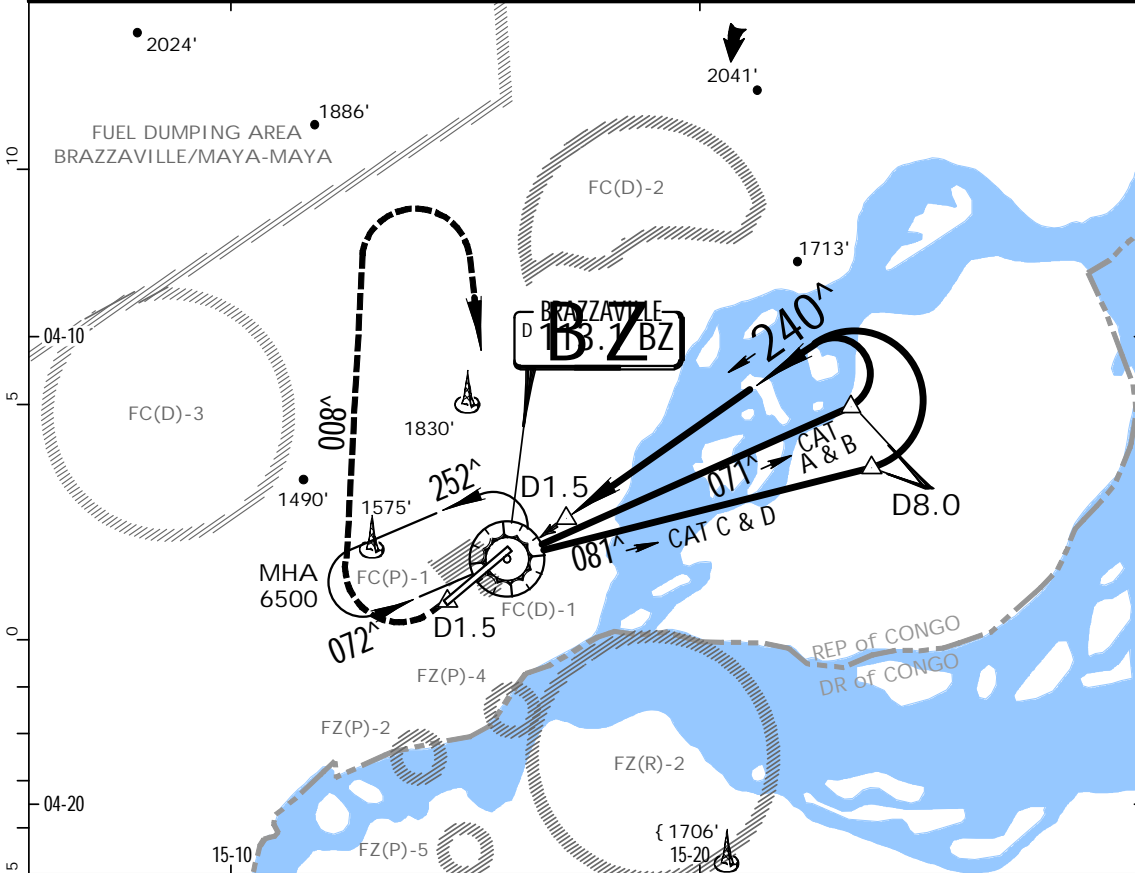 2024'
2041'
1886'
FUEL DUMPING AREA
BRAZZAVILLE/MAYA-MAYA
10
FC(D)-2
1713'
BRAZZAVILLE
D 113.1 BZ
B Z
240^
04-10
5
FC(D)-3
1830'
008^
CAT
A & B
071^
252^
D1.5
1490'
1575'
D8.0
081^ CAT C & D
MHA
6500
FC(P)-1
FC(D)-1
D1.5
072^
0
REP of CONGO
DR of CONGO
FZ(P)-4
FZ(P)-2
FZ(R)-2
04-20
{ 1706'
FZ(P)-5
15-10
15-20
5